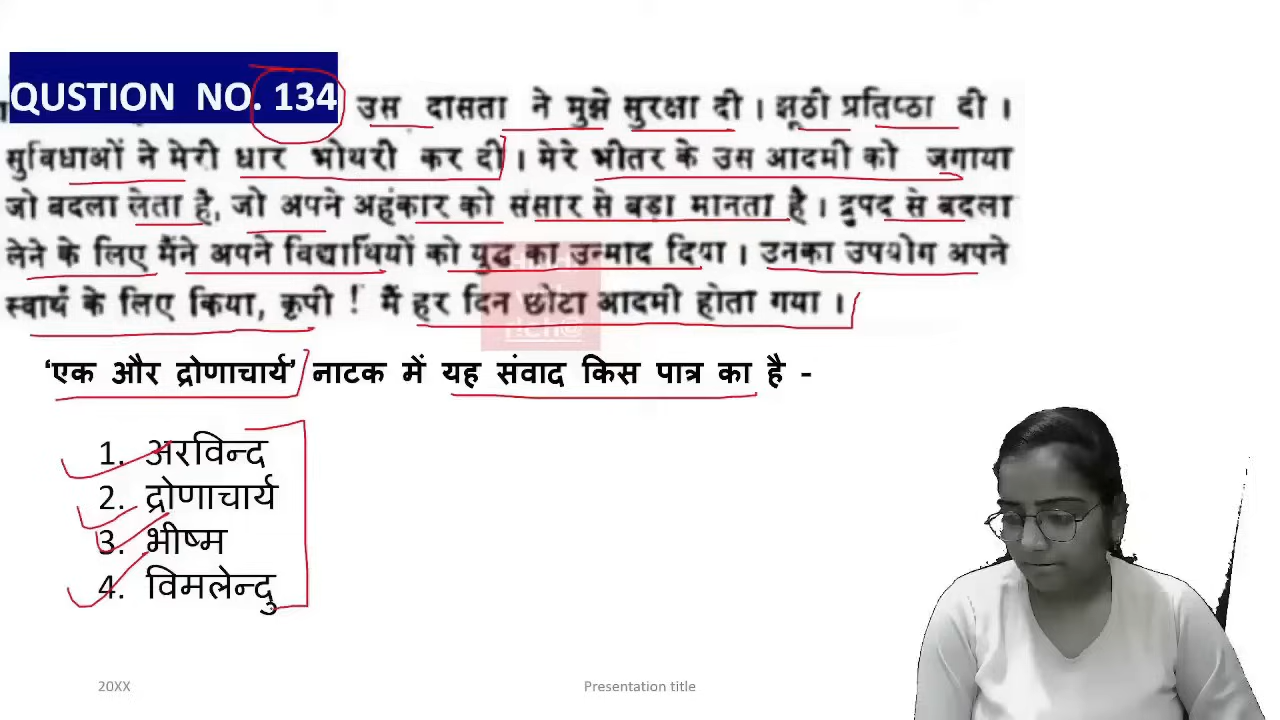 QUSTION NO. 134
उस दासता ने मुझे सुरक्षा दी । झूठी प्रतिष्ठा दी ।
सुविधाओं ने मेरी धार भोथरी कर दी । मेरे भीतर के उस आदमी को जगाया
जो बदला लेता है, जो अपने अहंकार को संसार से बड़ा मानता है । द्रुपद से बदला
लेने के लिए मैंने अपने विद्यार्थियों को युद्ध का उन्माद दिया । उनका उपयोग अपने
स्वार्थ के लिए किया, कृपी ! मैं हर दिन छोटा आदमी होता गया ।
‘एक और द्रोणाचार्य’ नाटक में यह संवाद किस पात्र का है -
1. अरविन्द
2. द्रोणाचार्य
3. भीष्म
4. विमलेन्दु
20XX
Presentation title